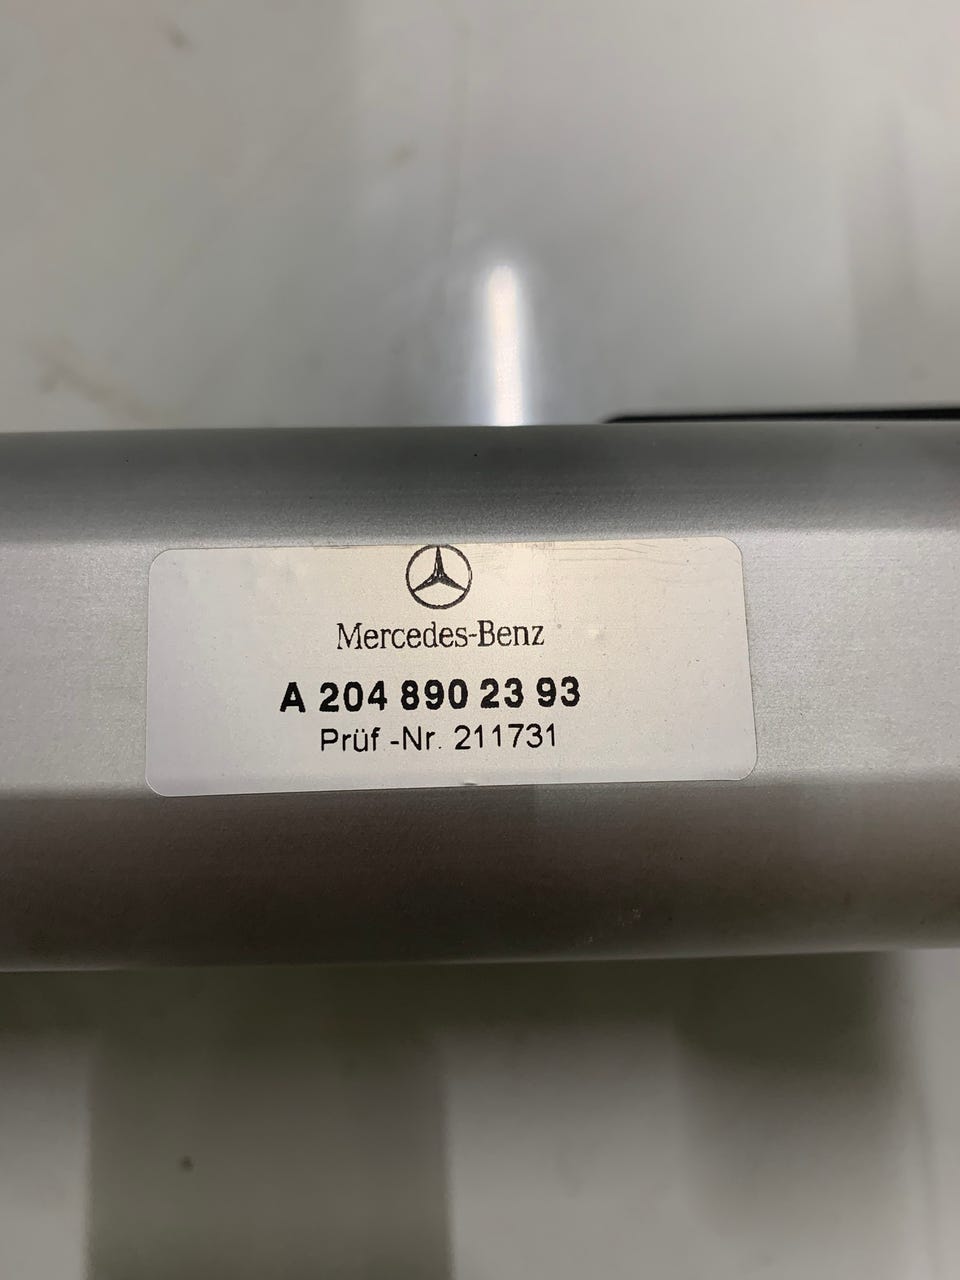 Mercedes-Benz
A 204 890 23 93
Prüf -Nr. 211731